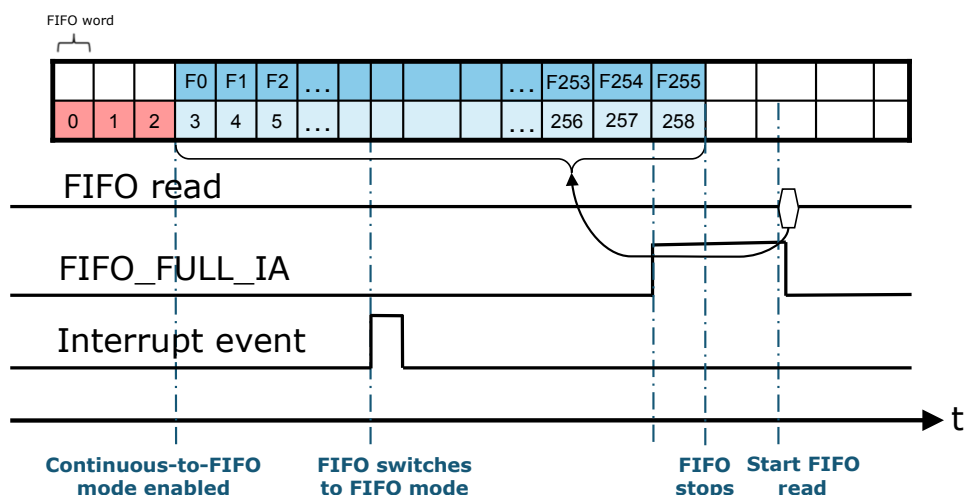 FIFO word
F0 F1 F2 ... ... F253 F254 F255
0 1 2 3 4 5 ... ... 256 257 258
FIFO read
FIFO_FULL_IA
Interrupt event
t
Continuous-to-FIFO
mode enabled
FIFO switches
to FIFO mode
FIFO
stops
Start FIFO
read